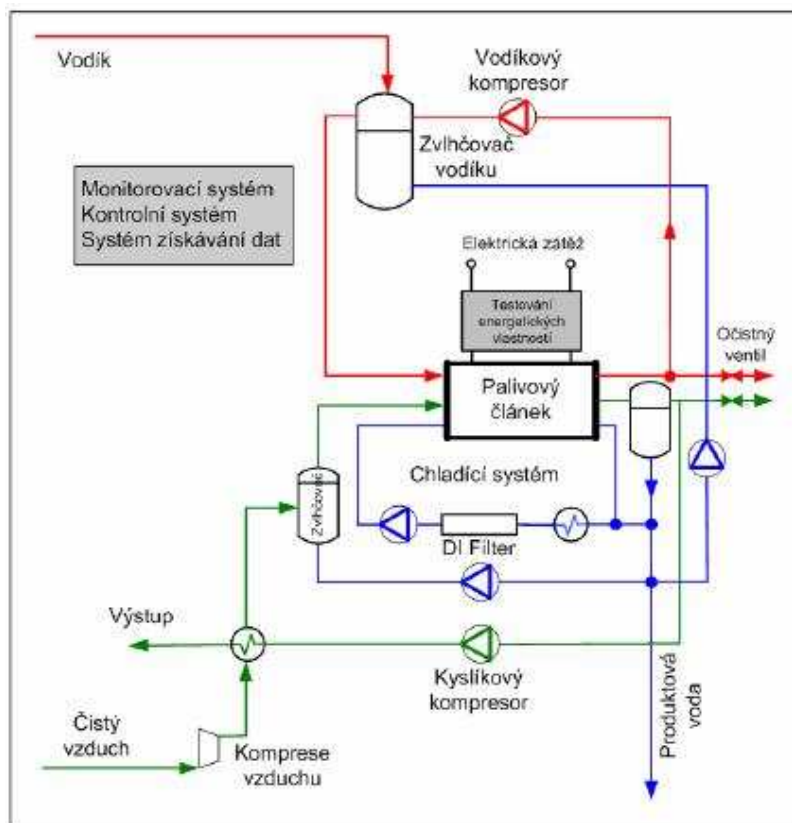 Vodík
Vodíkový
kompresor
Zvlhčovač
vodíku
Monitorovací systém
Kontrolní systém
Systém získávání dat
Elektrická zátěž
Testování
energetických
vlastností
Očistný
ventil
Palivový
článek
Chladící systém
Zvlhčovač
DI Filter
Výstup
Kyslíkový
kompresor
Produktová
voda
Čistý
vzduch
Komprese
vzduchu